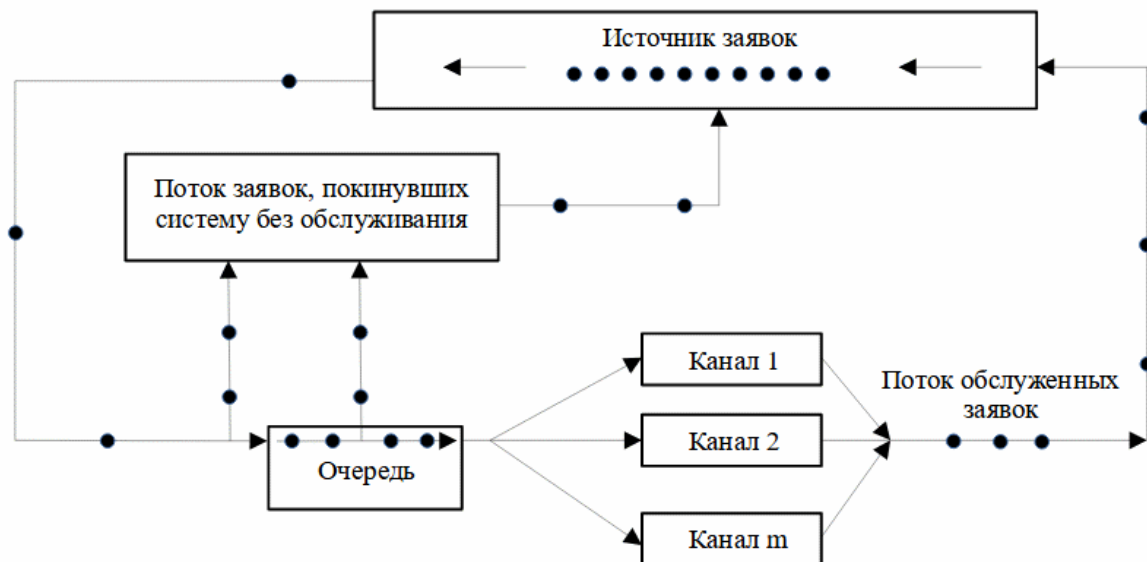 Источник заявок
Поток заявок, покинувших
систему без обслуживания
Канал 1
Поток обслуженных
заявок
Канал 2
Очередь
Канал m